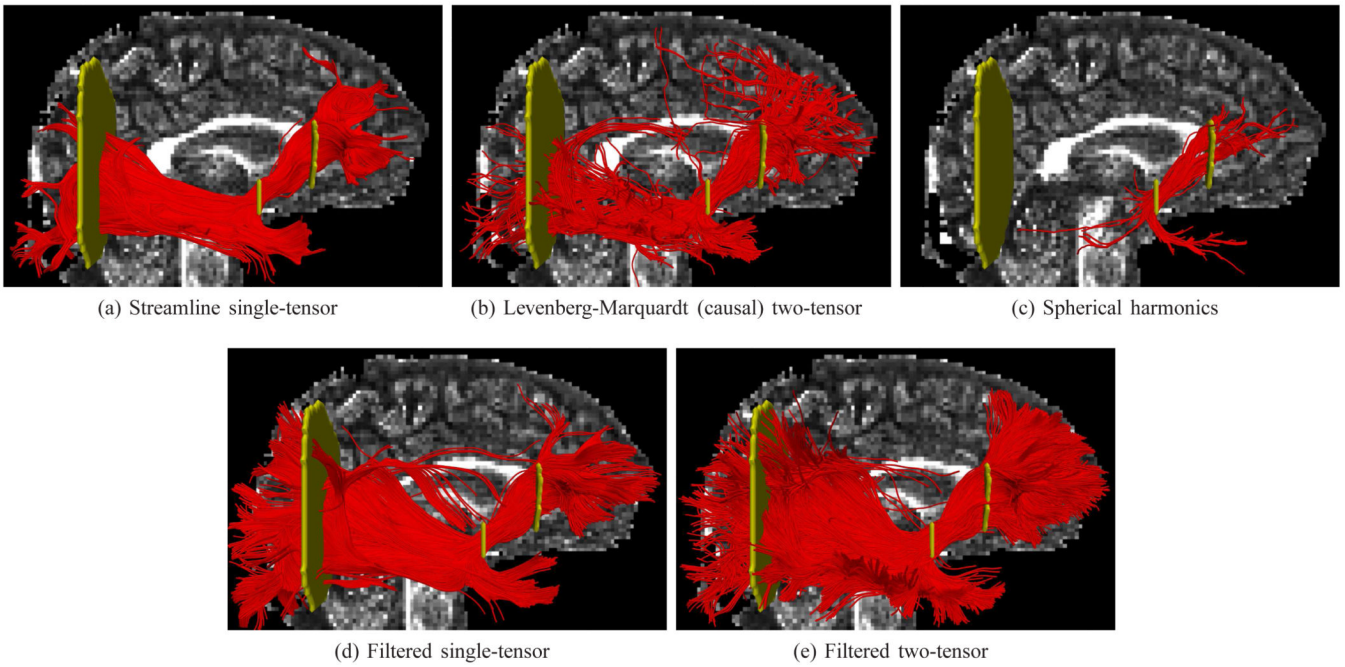 (a) Streamline single-tensor
(b) Levenberg-Marquardt (causal) two-tensor
(c) Spherical harmonics
(d) Filtered single-tensor
(e) Filtered two-tensor